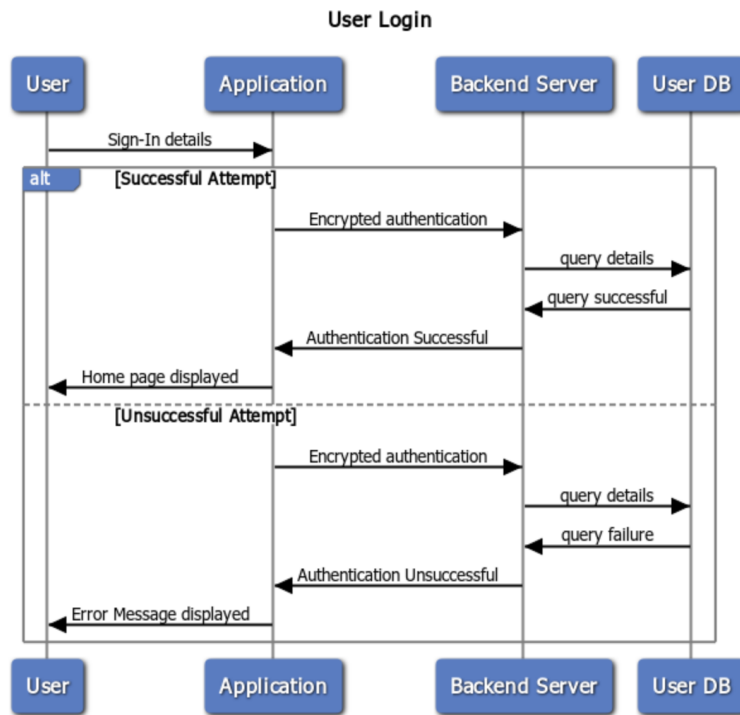 User Login
User Application Backend Server User DB
Sign-In details
alt [Successful Attempt]
Encrypted authentication
query details
query successful
Authentication Successful
Home page displayed
[Unsuccessful Attempt]
Encrypted authentication
query details
query failure
Authentication Unsuccessful
Error Message displayed
User Application Backend Server User DB